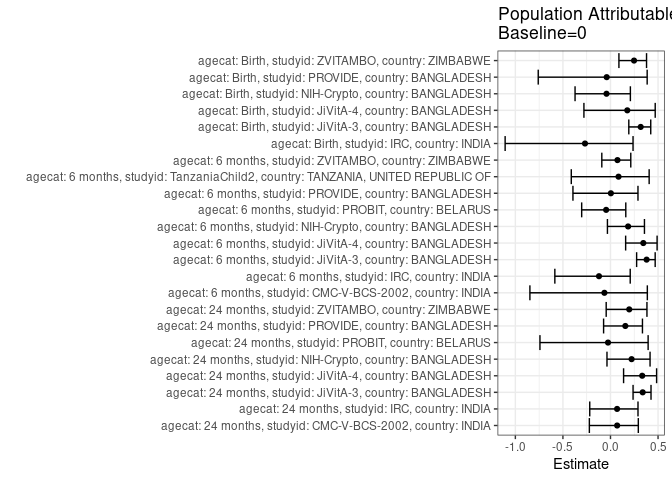 Population Attributable
Baseline=0
agecat: Birth, studyid: ZVITAMBO, country: ZIMBABWE
agecat: Birth, studyid: PROVIDE, country: BANGLADESH
agecat: Birth, studyid: NIH-Crypto, country: BANGLADESH
agecat: Birth, studyid: JiVitA-4, country: BANGLADESH
agecat: Birth, studyid: JiVitA-3, country: BANGLADESH
agecat: Birth, studyid: IRC, country: INDIA
agecat: 6 months, studyid: ZVITAMBO, country: ZIMBABWE
agecat: 6 months, studyid: TanzaniaChild2, country: TANZANIA, UNITED REPUBLIC OF
agecat: 6 months, studyid: PROVIDE, country: BANGLADESH
agecat: 6 months, studyid: PROBIT, country: BELARUS
agecat: 6 months, studyid: NIH-Crypto, country: BANGLADESH
agecat: 6 months, studyid: JiVitA-4, country: BANGLADESH
agecat: 6 months, studyid: JiVitA-3, country: BANGLADESH
agecat: 6 months, studyid: IRC, country: INDIA
agecat: 6 months, studyid: CMC-V-BCS-2002, country: INDIA
agecat: 24 months, studyid: ZVITAMBO, country: ZIMBABWE
agecat: 24 months, studyid: PROVIDE, country: BANGLADESH
agecat: 24 months, studyid: PROBIT, country: BELARUS
agecat: 24 months, studyid: NIH-Crypto, country: BANGLADESH
agecat: 24 months, studyid: JiVitA-4, country: BANGLADESH
agecat: 24 months, studyid: JiVitA-3, country: BANGLADESH
agecat: 24 months, studyid: IRC, country: INDIA
agecat: 24 months, studyid: CMC-V-BCS-2002, country: INDIA
-1.0 -0.5 0.0 0.5
Estimate